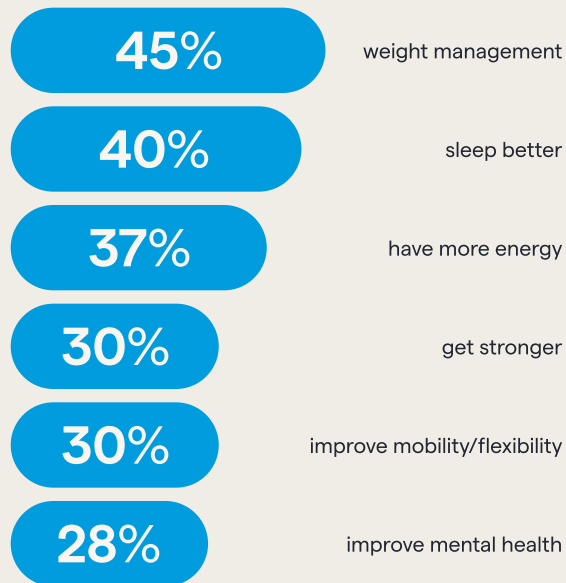 45% weight management
40% sleep better
37% have more energy
30% get stronger
30% improve mobility/flexibility
28% improve mental health